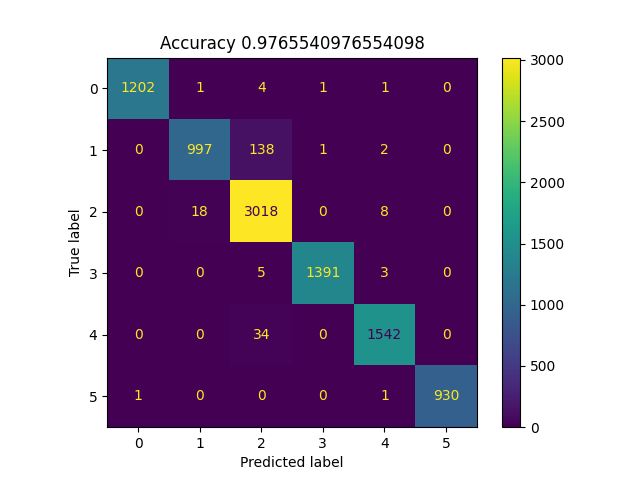 Accuracy 0.9765540976554098
True label
0 1202 1 4 1 1 0
1 0 997 138 1 2 0
2 0 18 3018 0 8 0
3 0 0 5 1391 3 0
4 0 0 34 0 1542 0
5 1 0 0 0 1 930
0 1 2 3 4 5
Predicted label
3000
2500
2000
1500
1000
500
0